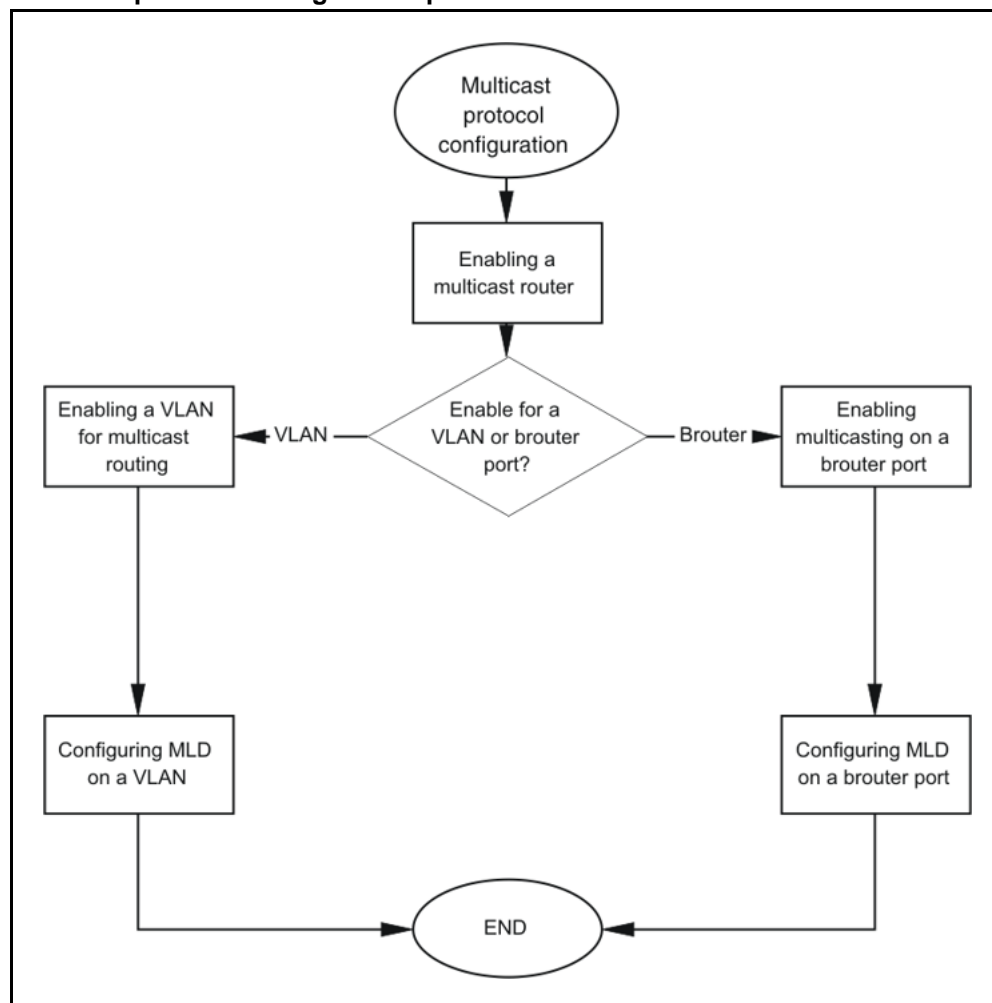 Multicast
protocol
configuration
Enabling a
multicast router
Enable for a
VLAN or brouter
port?
VLAN
Brouter
Enabling a VLAN
for multicast
routing
Enabling
multicasting on a
brouter port
Configuring MLD
on a VLAN
Configuring MLD
on a brouter port
END